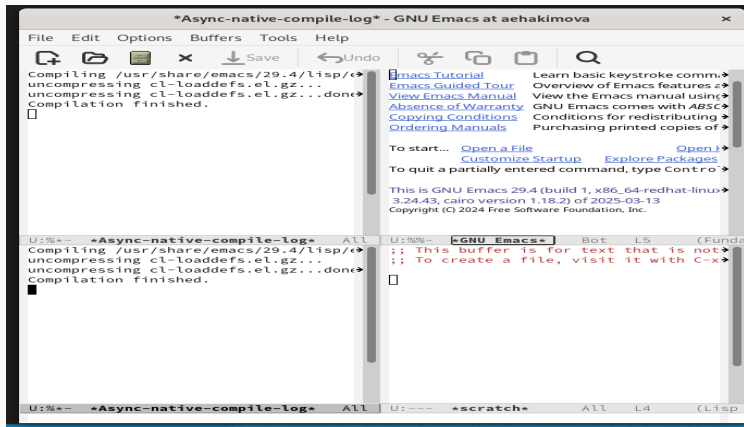 *Async-native-compile-log* - GNU Emacs at aehakimova
File Edit Options Buffers Tools Help
Save Undo
Compiling /usr/share/emacs/29.4/lisp/e
uncompressing cl-loaddefs.el.gz...
uncompressing cl-loaddefs.el.gz...done
Compilation finished.
U:%*- *Async-native-compile-log* All
Emacs Tutorial Learn basic keystroke comm
Emacs Guided Tour Overview of Emacs features a
View Emacs Manual View the Emacs manual using
Absence of Warranty GNU Emacs comes with ABSC
Copying Conditions Conditions for redistributing
Ordering Manuals Purchasing printed copies of
To start... Open a File Open H
Customize Startup Explore Packages
To quit a partially entered command, type Contro
This is GNU Emacs 29.4 (build 1, x86_64-redhat-linux
3.24.43, cairo version 1.18.2) of 2025-03-13
Copyright (C) 2024 Free Software Foundation, Inc.
U:%%- *GNU Emacs* Bot L5 (Funda
uncompressing cl-loaddefs.el.gz...
Compiling /usr/share/emacs/29.4/lisp/e
uncompressing cl-loaddefs.el.gz...done
Compilation finished.
U:%*- *Async-native-compile-log* All
;; This buffer is for text that is not
;; To create a file, visit it with C-x
U:--- *scratch* All L4 (Lisp